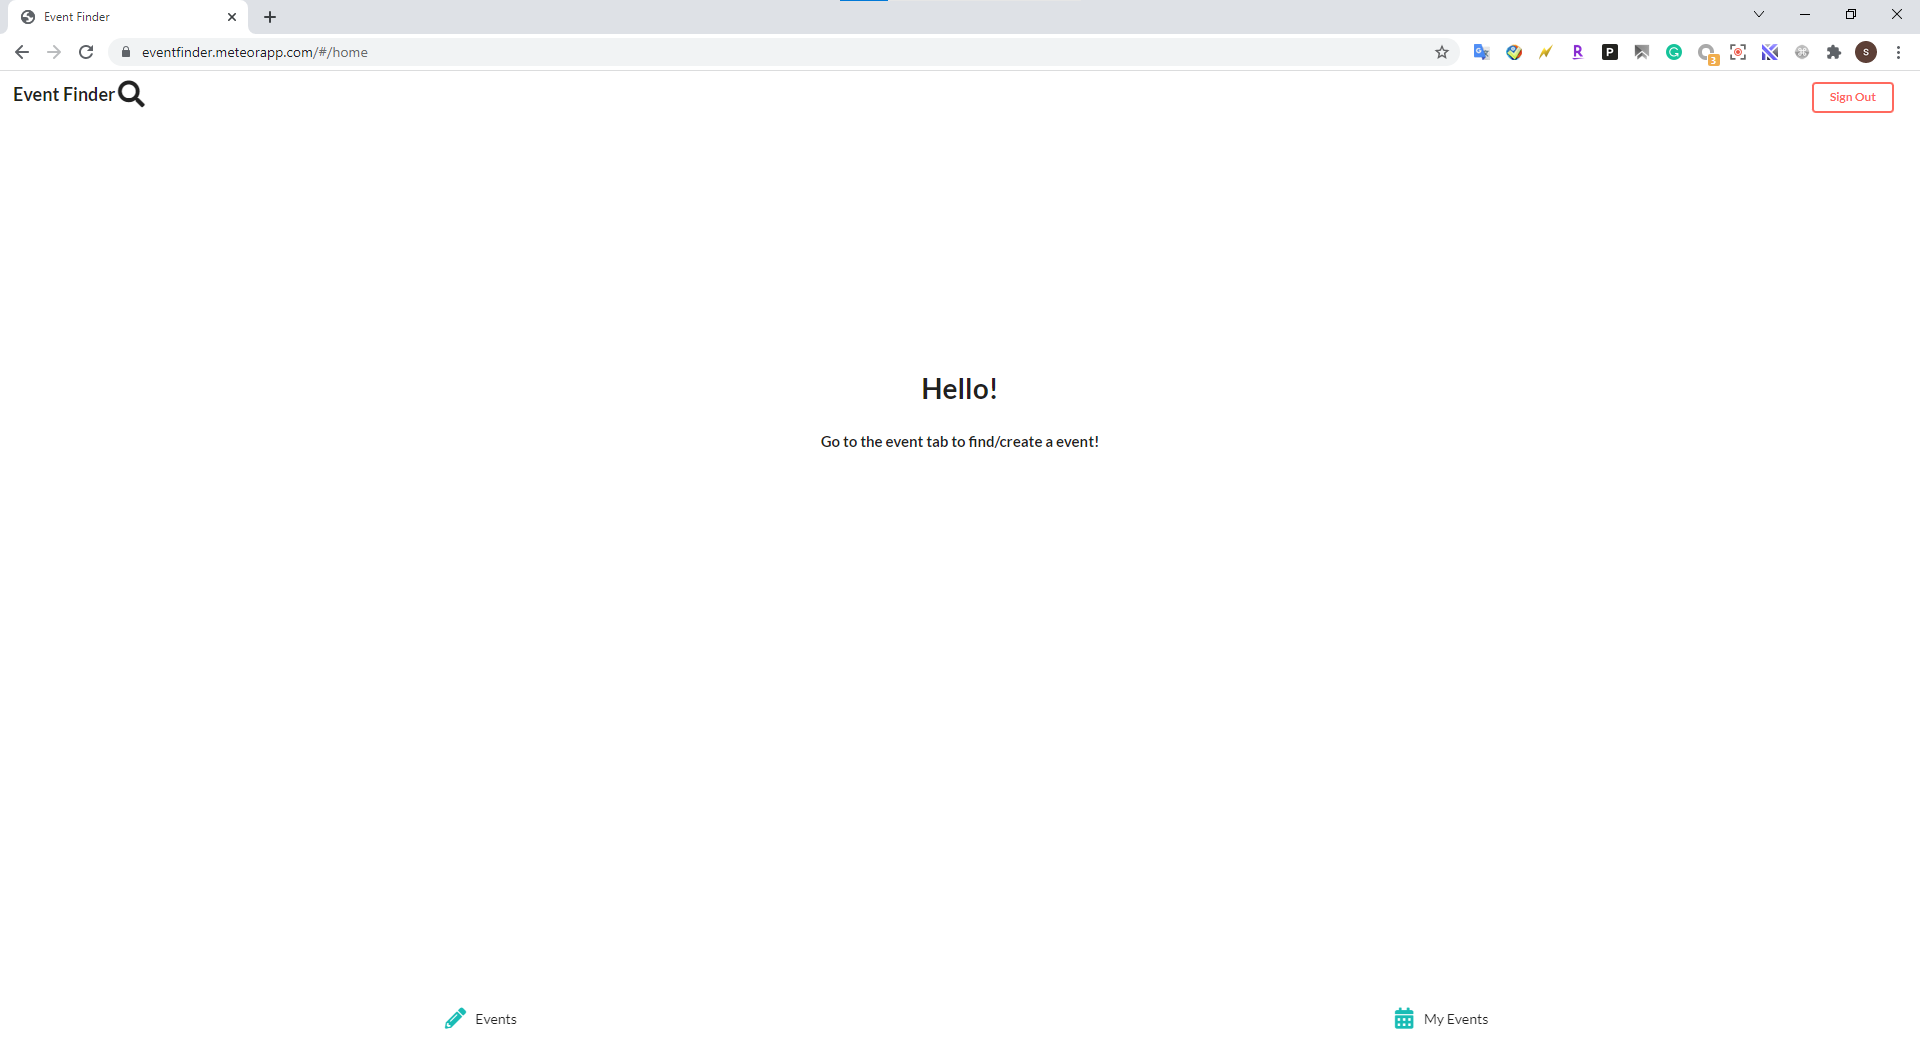 Event Finder
eventfinder.meteorapp.com/#/home
3
S
Event Finder
Sign Out
Hello!
Go to the event tab to find/create a event!
Events
My Events